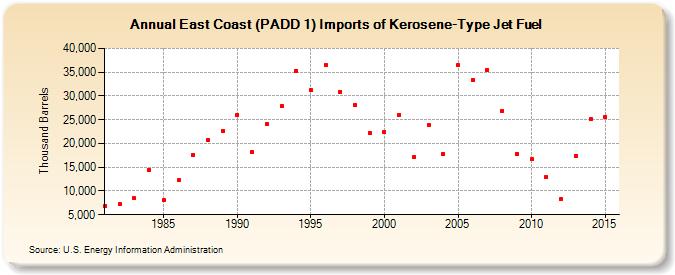 Annual East Coast (PADD 1) Imports of Kerosene-Type Jet Fuel
Thousand Barrels
40,000
35,000
30,000
25,000
20,000
15,000
10,000
5,000
1985 1990 1995 2000 2005 2010 2015
Source: U.S. Energy Information Administration